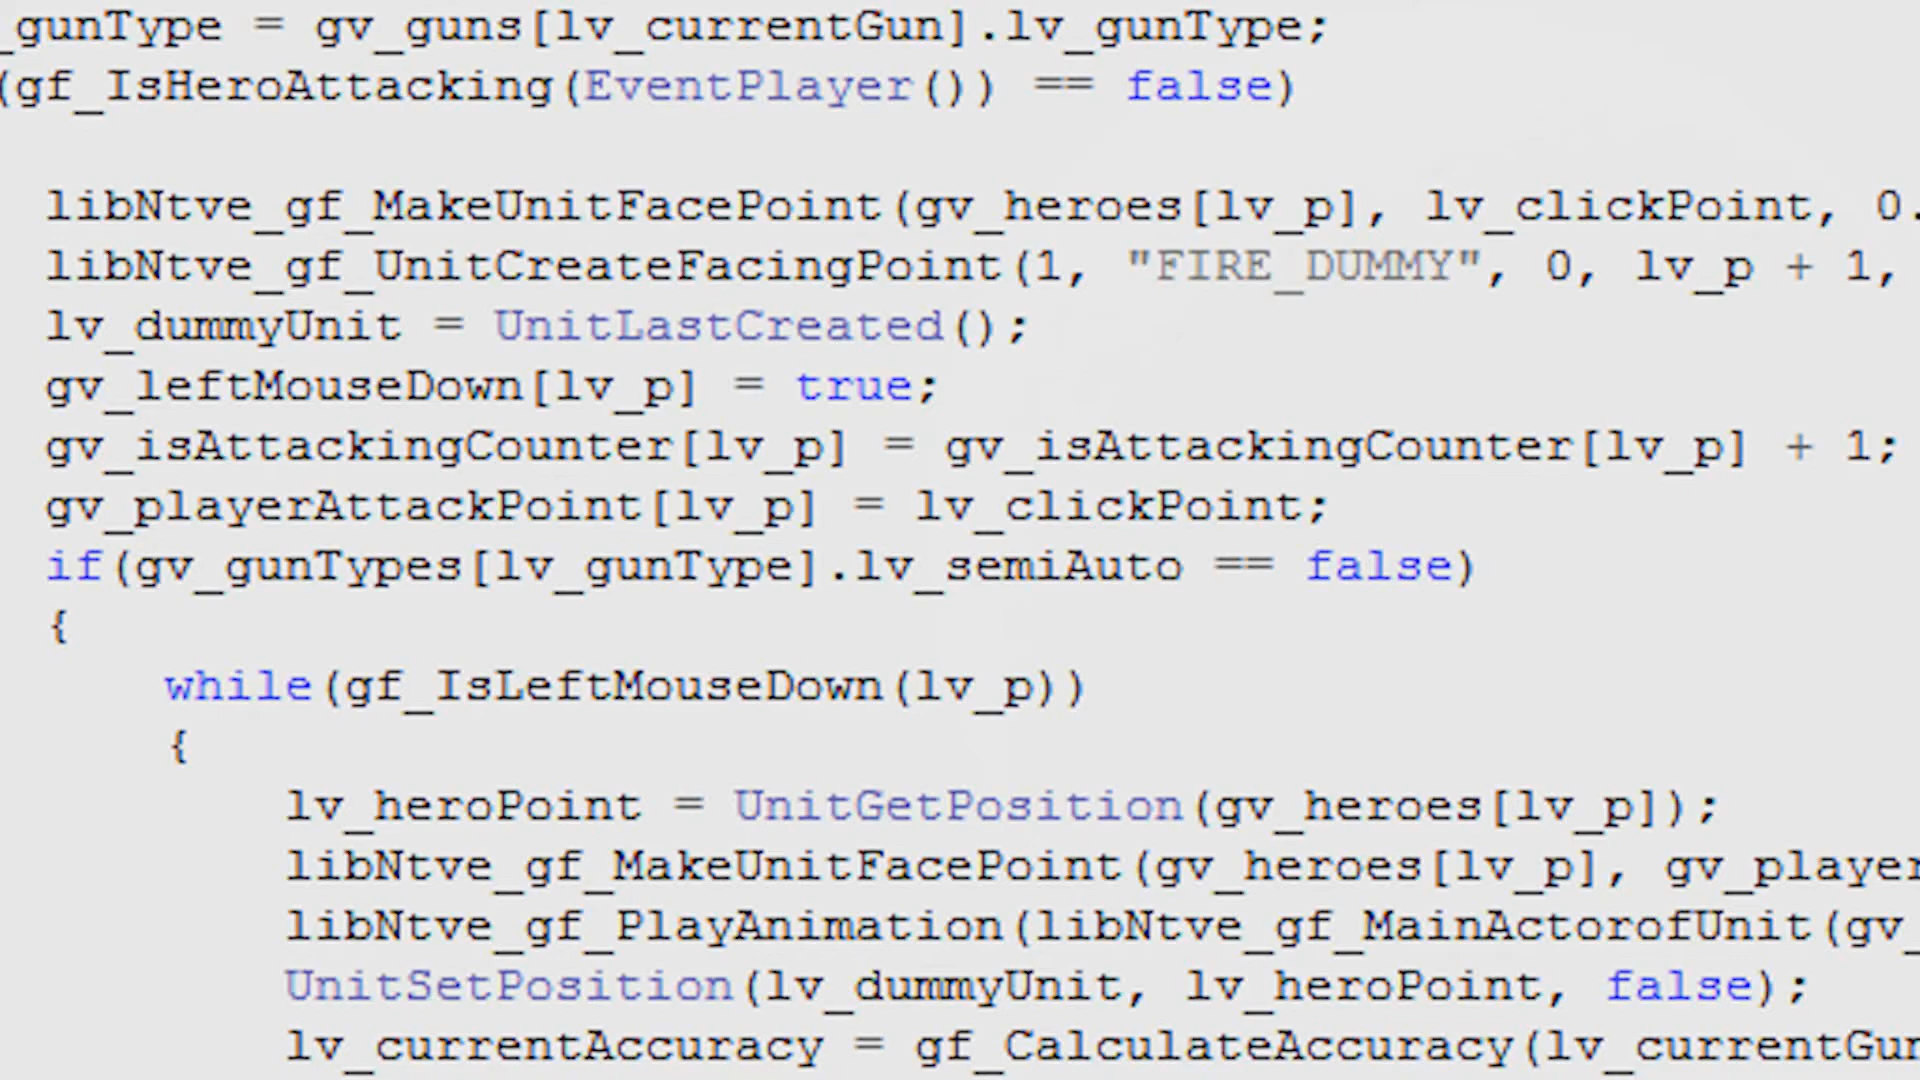 _gunType = gv_guns[lv_currentGun].lv_gunType;
(gf_IsHeroAttacking(EventPlayer()) == false)
libNtve_gf_MakeUnitFacePoint(gv_heroes[lv_p], lv_clickPoint, 0.
libNtve_gf_UnitCreateFacingPoint(1, "FIRE_DUMMY", 0, lv_p + 1,
lv_dummyUnit = UnitLastCreated();
gv_leftMouseDown[lv_p] = true;
gv_isAttackingCounter[lv_p] = gv_isAttackingCounter[lv_p] + 1;
gv_playerAttackPoint[lv_p] = lv_clickPoint;
if(gv_gunTypes[lv_gunType].lv_semiAuto == false)
{
while(gf_IsLeftMouseDown(lv_p))
{
lv_heroPoint = UnitGetPosition(gv_heroes[lv_p]);
libNtve_gf_MakeUnitFacePoint(gv_heroes[lv_p], gv_player
libNtve_gf_PlayAnimation(libNtve_gf_MainActorofUnit(gv_
UnitSetPosition(lv_dummyUnit, lv_heroPoint, false);
lv_currentAccuracy = gf_CalculateAccuracy(lv_currentGun